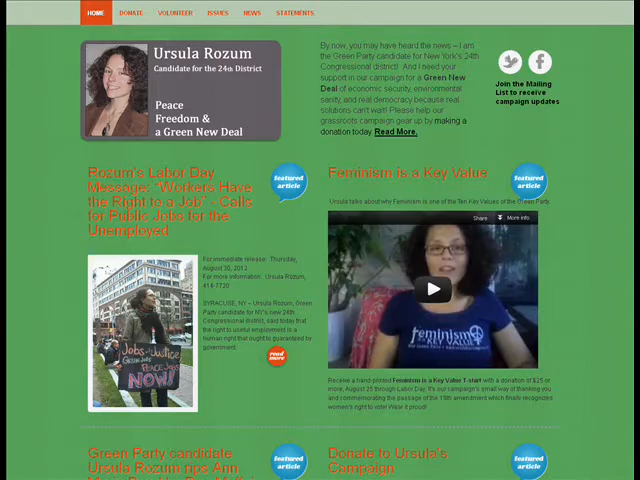 HOME DONATE VOLUNTEER ISSUES NEWS STATEMENTS
Ursula Rozum
Candidate for the 24th District
Peace
Freedom &
a Green New Deal
By now, you may have heard the news – I am
the Green Party candidate for New York's 24th
Congressional district! And I need your
support in our campaign for a Green New
Deal of economic security, environmental
sanity, and real democracy because real
solutions can't wait! Please help our
grassroots campaign gear up by making a
donation today. Read More.
Join the Mailing
List to receive
campaign updates
Rozum's Labor Day
Message: "Workers Have
the Right to a Job" - Calls
for Public Jobs for the
Unemployed
featured
article
For immediate release: Thursday,
August 30, 2012
For more information: Ursula Rozum,
416-7720
SYRACUSE, NY – Ursula Rozum, Green
Party candidate for NY's new 24th
Congressional district, said today that
the right to useful employment is a
human right that ought to guaranteed by
government.
read
more
Jobs with Justice
GREEN JOBS
PEACE JOBS
NOW!
Feminism is a Key Value
featured
article
Ursula talks about why Feminism is one of the Ten Key Values of the Green Party.
Share More info
feminism
KEY VALUE
Receive a hand-printed Feminism is a Key Value T-shirt with a donation of $25 or
more, August 25 through Labor Day. It's our campaign's small way of thanking you
and commemorating the passage of the 19th amendment which finally recognized
women's right to vote! Wear it proud!
Green Party candidate
Ursula Rozum rips Ann
featured
article
Donate to Ursula's
Campaign
featured
article